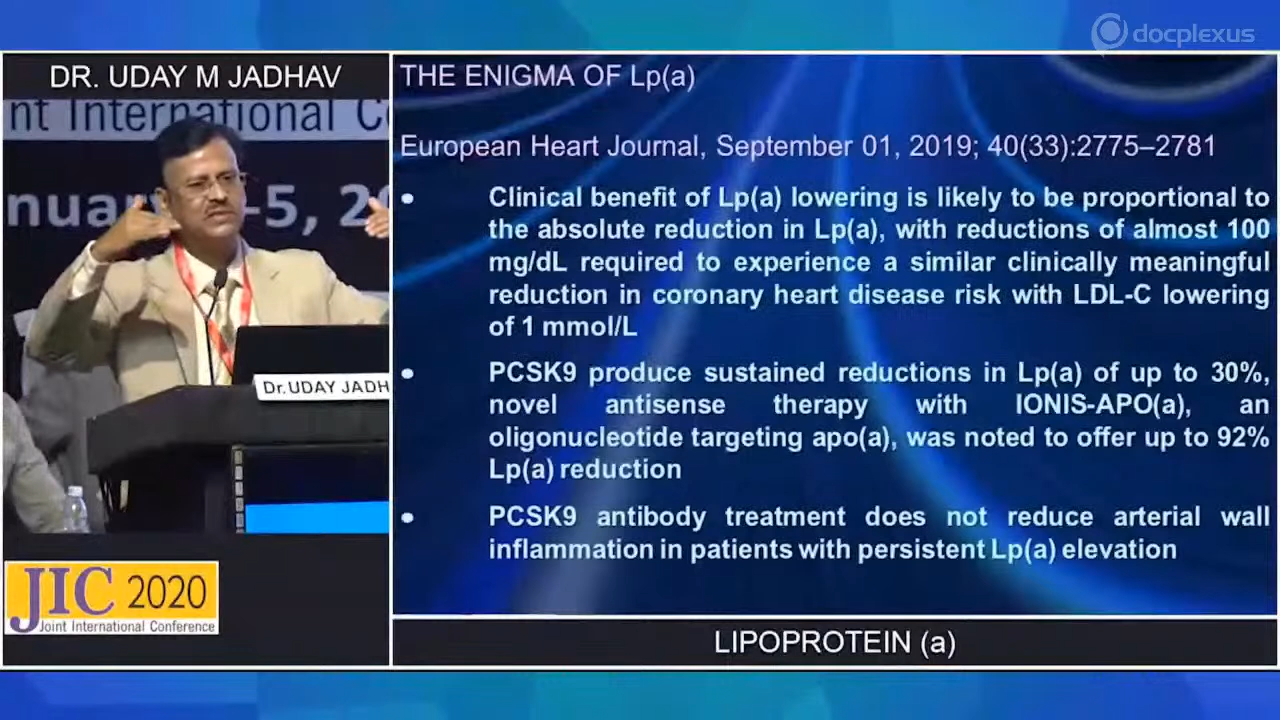 docplexus
DR. UDAY M JADHAV
nt International C
nuar
-5, 2
Dr.UDAY JADH
JIC 2020
Joint International Conference
THE ENIGMA OF Lp(a)
European Heart Journal, September 01, 2019; 40(33):2775–2781
• Clinical benefit of Lp(a) lowering is likely to be proportional to
the absolute reduction in Lp(a), with reductions of almost 100
mg/dL required to experience a similar clinically meaningful
reduction in coronary heart disease risk with LDL-C lowering
of 1 mmol/L
• PCSK9 produce sustained reductions in Lp(a) of up to 30%,
novel antisense therapy with IONIS-APO(a), an
oligonucleotide targeting apo(a), was noted to offer up to 92%
Lp(a) reduction
• PCSK9 antibody treatment does not reduce arterial wall
inflammation in patients with persistent Lp(a) elevation
LIPOPROTEIN (a)